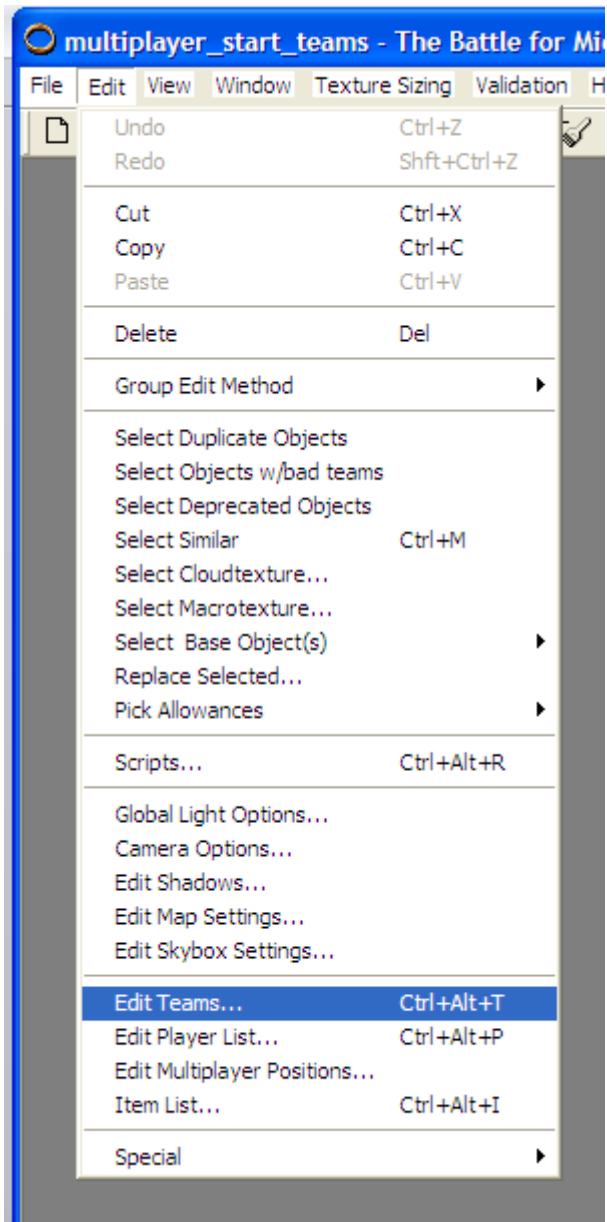 multiplayer_start_teams - The Battle for Mi
File Edit View Window Texture Sizing Validation H
Undo Ctrl+Z
Redo Shft+Ctrl+Z
Cut Ctrl+X
Copy Ctrl+C
Paste Ctrl+V
Delete Del
Group Edit Method
Select Duplicate Objects
Select Objects w/bad teams
Select Deprecated Objects
Select Similar Ctrl+M
Select Cloudtexture...
Select Macrotexture...
Select Base Object(s)
Replace Selected...
Pick Allowances
Scripts... Ctrl+Alt+R
Global Light Options...
Camera Options...
Edit Shadows...
Edit Map Settings...
Edit Skybox Settings...
Edit Teams... Ctrl+Alt+T
Edit Player List... Ctrl+Alt+P
Edit Multiplayer Positions...
Item List... Ctrl+Alt+I
Special